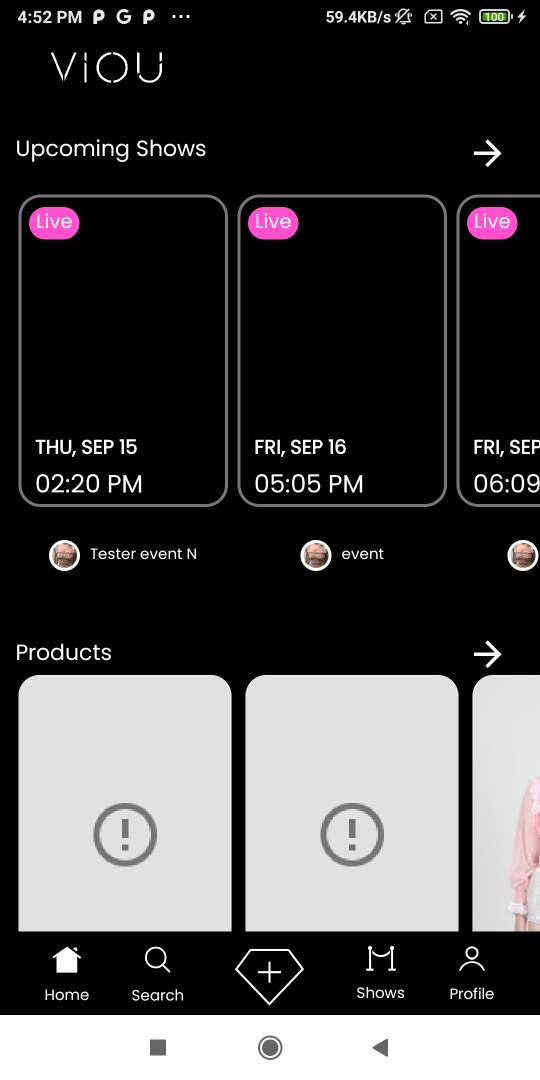 4:52 PM P G P ... 59.4KB/s 100
VIOU
Upcoming Shows
Live Live Live
THU, SEP 15 FRI, SEP 16 FRI, SEP
02:20 PM 05:05 PM 06:09
Tester event N event
Products
Home Search Shows Profile